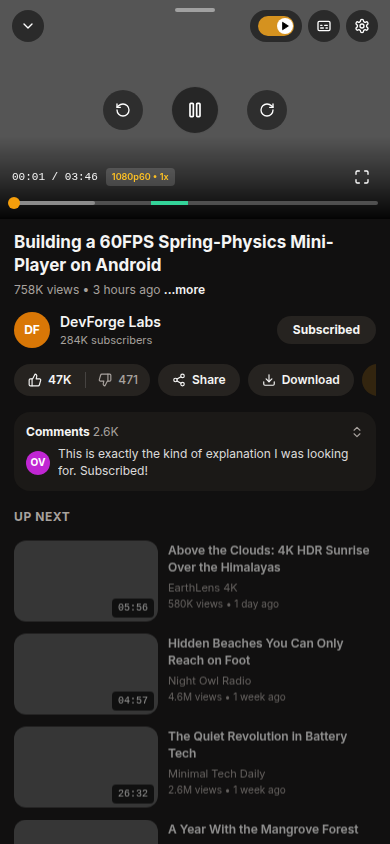 00:01 / 03:46 1080p60 • 1x
Building a 60FPS Spring-Physics Mini-
Player on Android
758K views • 3 hours ago ...more
DF DevForge Labs
284K subscribers
Subscribed
47K 471 Share Download
Comments 2.6K
OV This is exactly the kind of explanation I was looking
for. Subscribed!
UP NEXT
Above the Clouds: 4K HDR Sunrise
Over the Himalayas
EarthLens 4K
580K views • 1 day ago
05:56
Hidden Beaches You Can Only
Reach on Foot
Night Owl Radio
4.6M views • 1 week ago
04:57
The Quiet Revolution in Battery
Tech
Minimal Tech Daily
2.6M views • 1 week ago
26:32
A Year With the Mangrove Forest